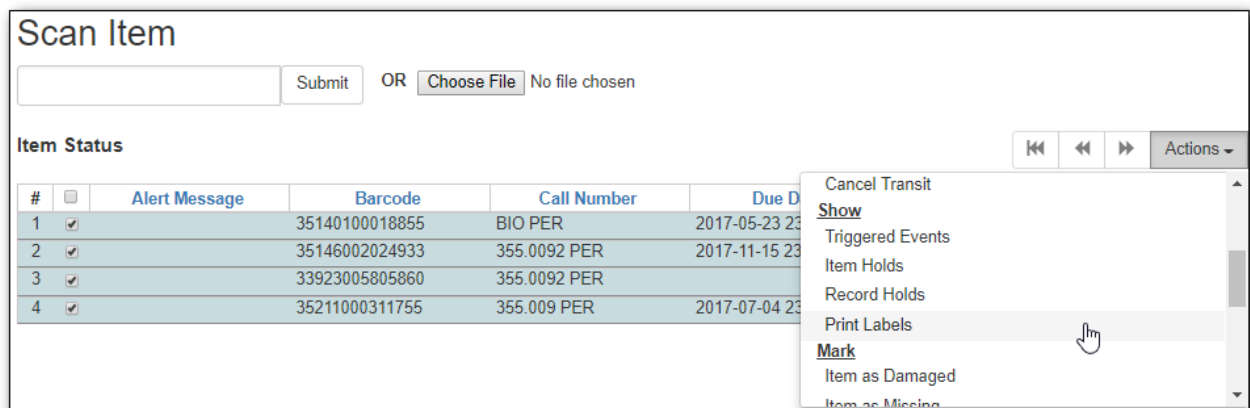 Scan Item
Submit OR Choose File No file chosen
Item Status
Actions
# Alert Message Barcode Call Number Due D
1 35140100018855 BIO PER 2017-05-23 23
2 35146002024933 355.0092 PER 2017-11-15 23
3 33923005805860 355.0092 PER
4 35211000311755 355.009 PER 2017-07-04 23
Cancel Transit
Show
Triggered Events
Item Holds
Record Holds
Print Labels
Mark
Item as Damaged
Item as Missing